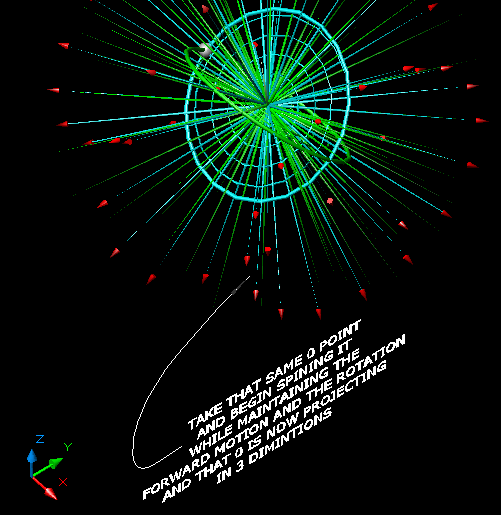 TAKE THAT SAME 0 POINT
AND BEGIN SPINING IT
WHILE MAINTAINING THE
FORWARD MOTION AND THE ROTATION
AND THAT 0 IS NOW PROJECTING
IN 3 DIMINTIONS
Z
Y
X